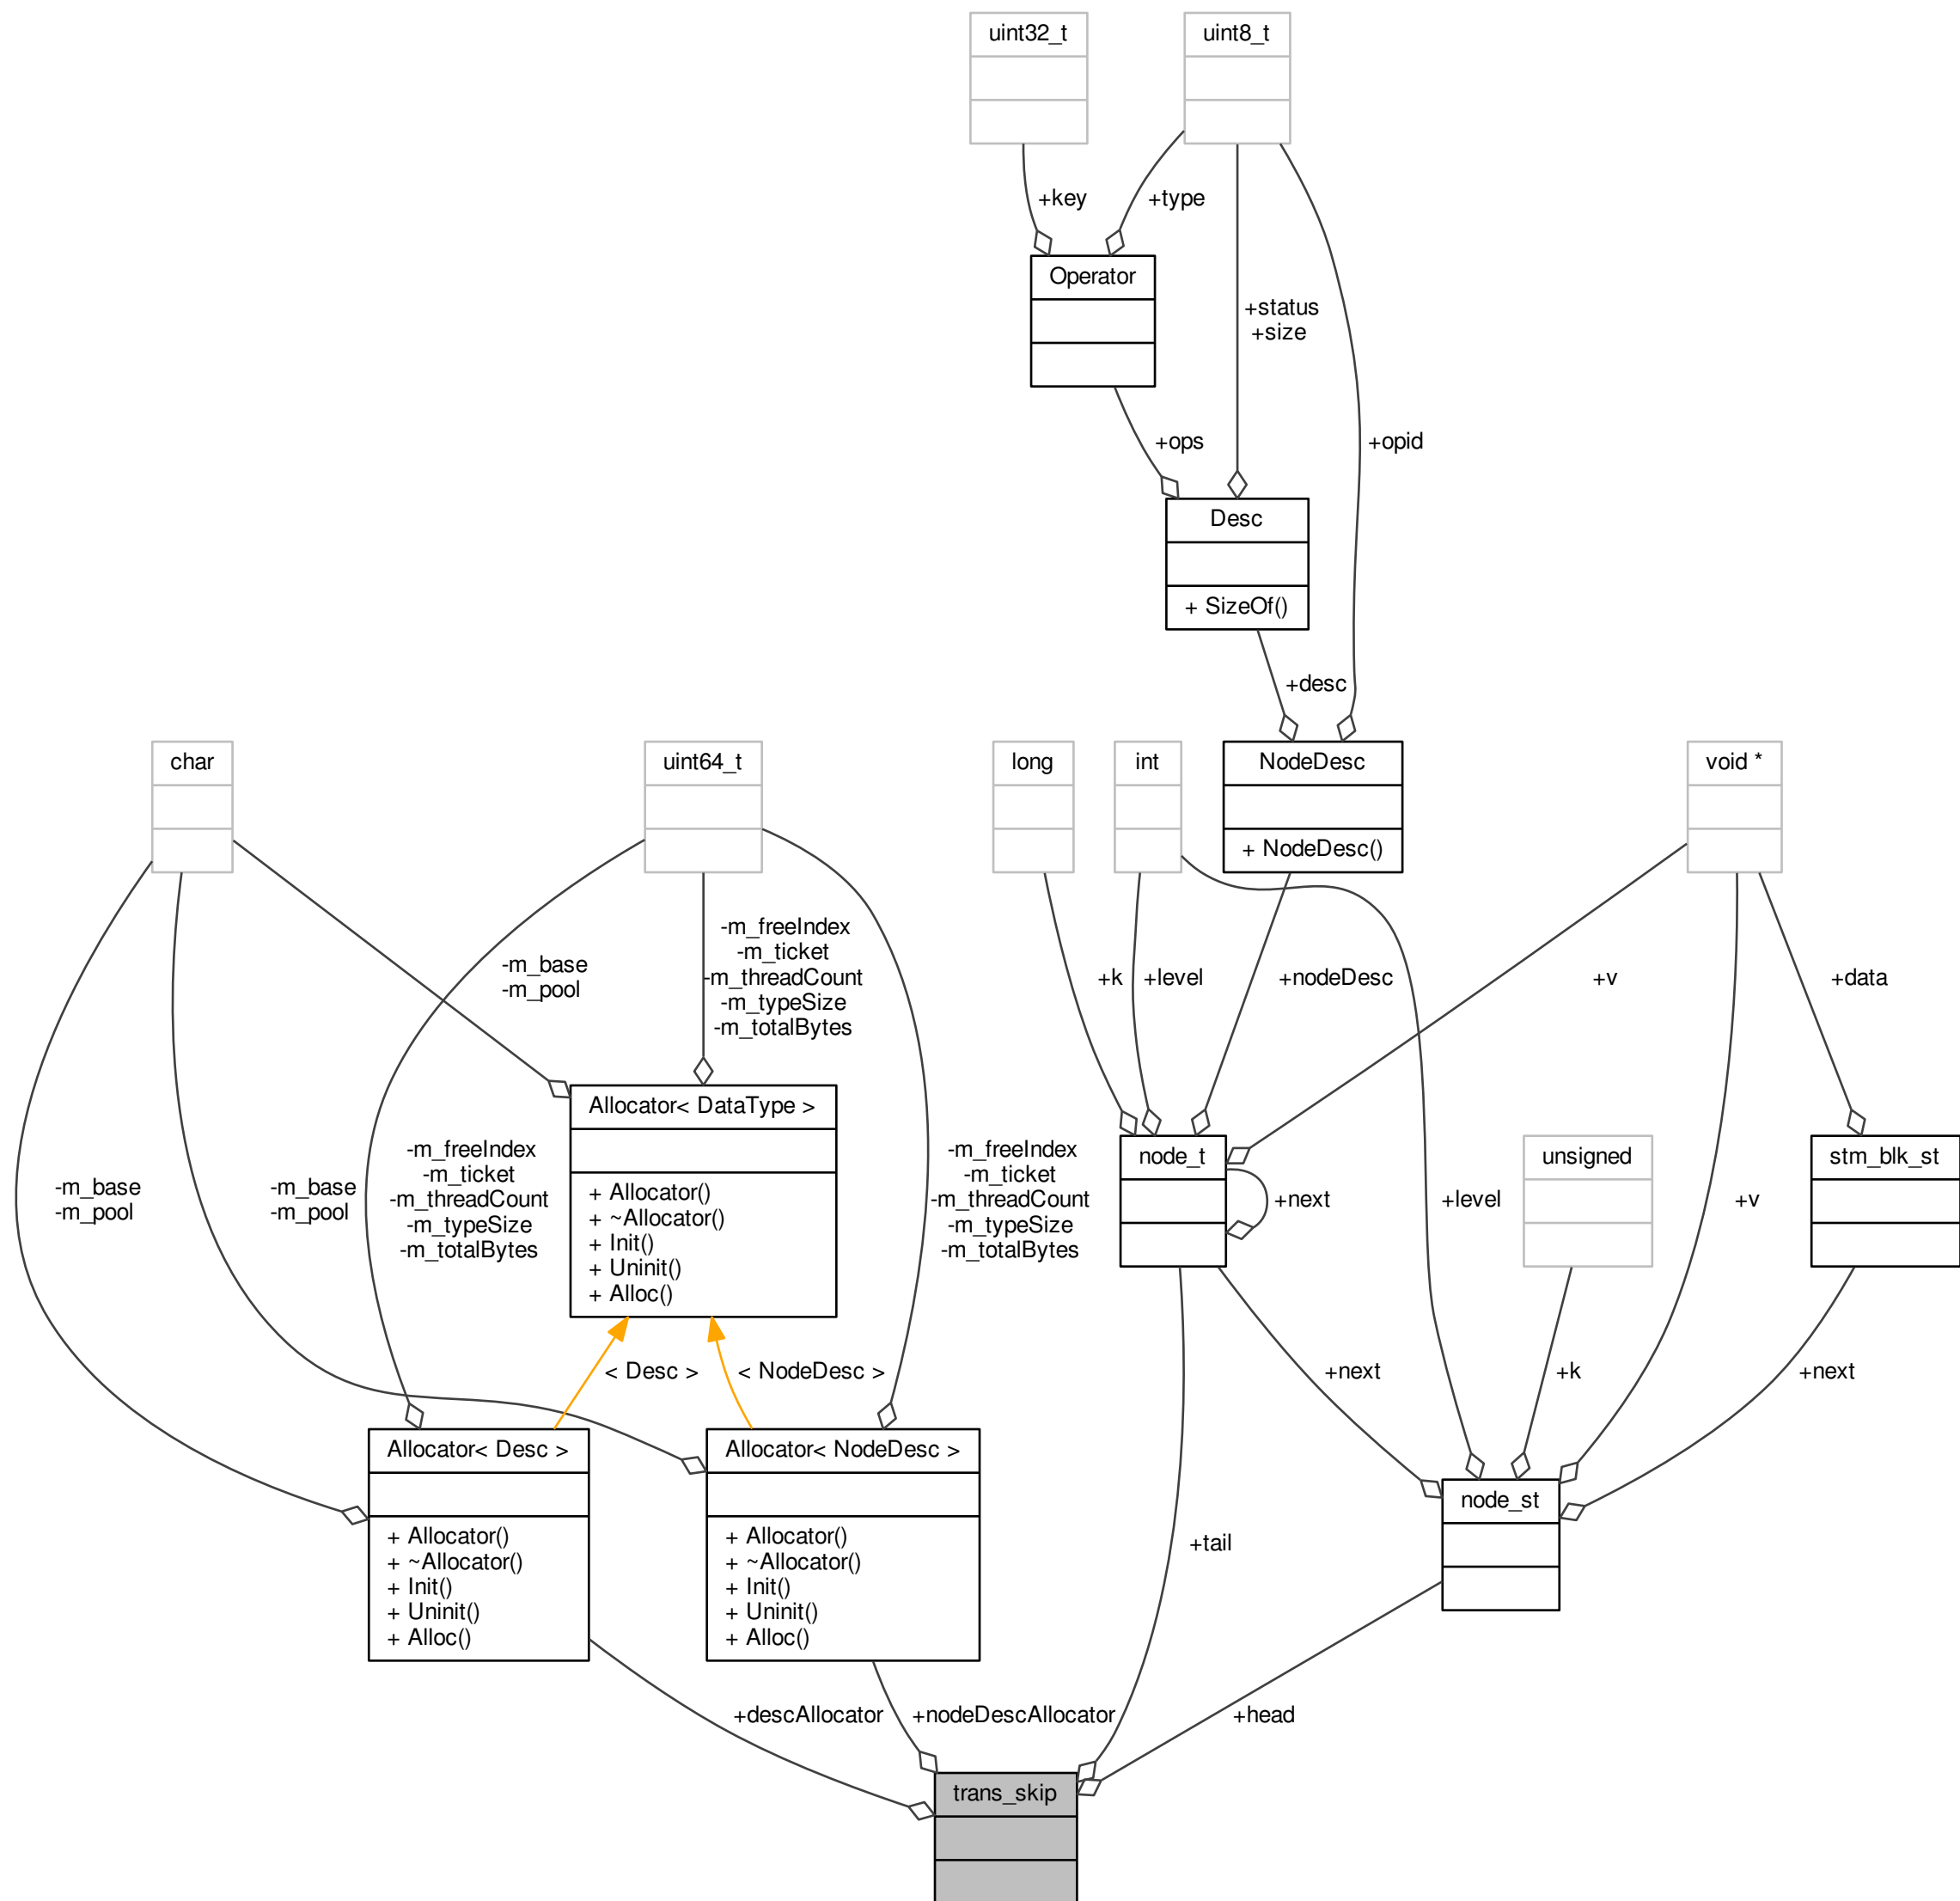 uint32_t
uint8_t
+key
+type
Operator
+status
+size
+ops
+opid
Desc
+ SizeOf()
+desc
char
uint64_t
long
int
NodeDesc
void *
+ NodeDesc()
-m_base
-m_pool
-m_freeIndex
-m_ticket
-m_threadCount
-m_typeSize
-m_totalBytes
+k
+level
+nodeDesc
+v
+data
Allocator< DataType >
+ Allocator()
+ ~Allocator()
+ Init()
+ Uninit()
+ Alloc()
-m_base
-m_pool
-m_base
-m_pool
-m_freeIndex
-m_ticket
-m_threadCount
-m_typeSize
-m_totalBytes
-m_freeIndex
-m_ticket
-m_threadCount
-m_typeSize
-m_totalBytes
node_t
+next
+level
unsigned
+v
stm_blk_st
< Desc >
< NodeDesc >
+next
+k
+next
Allocator< Desc >
+ Allocator()
+ ~Allocator()
+ Init()
+ Uninit()
+ Alloc()
Allocator< NodeDesc >
+ Allocator()
+ ~Allocator()
+ Init()
+ Uninit()
+ Alloc()
+tail
node_st
+descAllocator
+nodeDescAllocator
+head
trans_skip